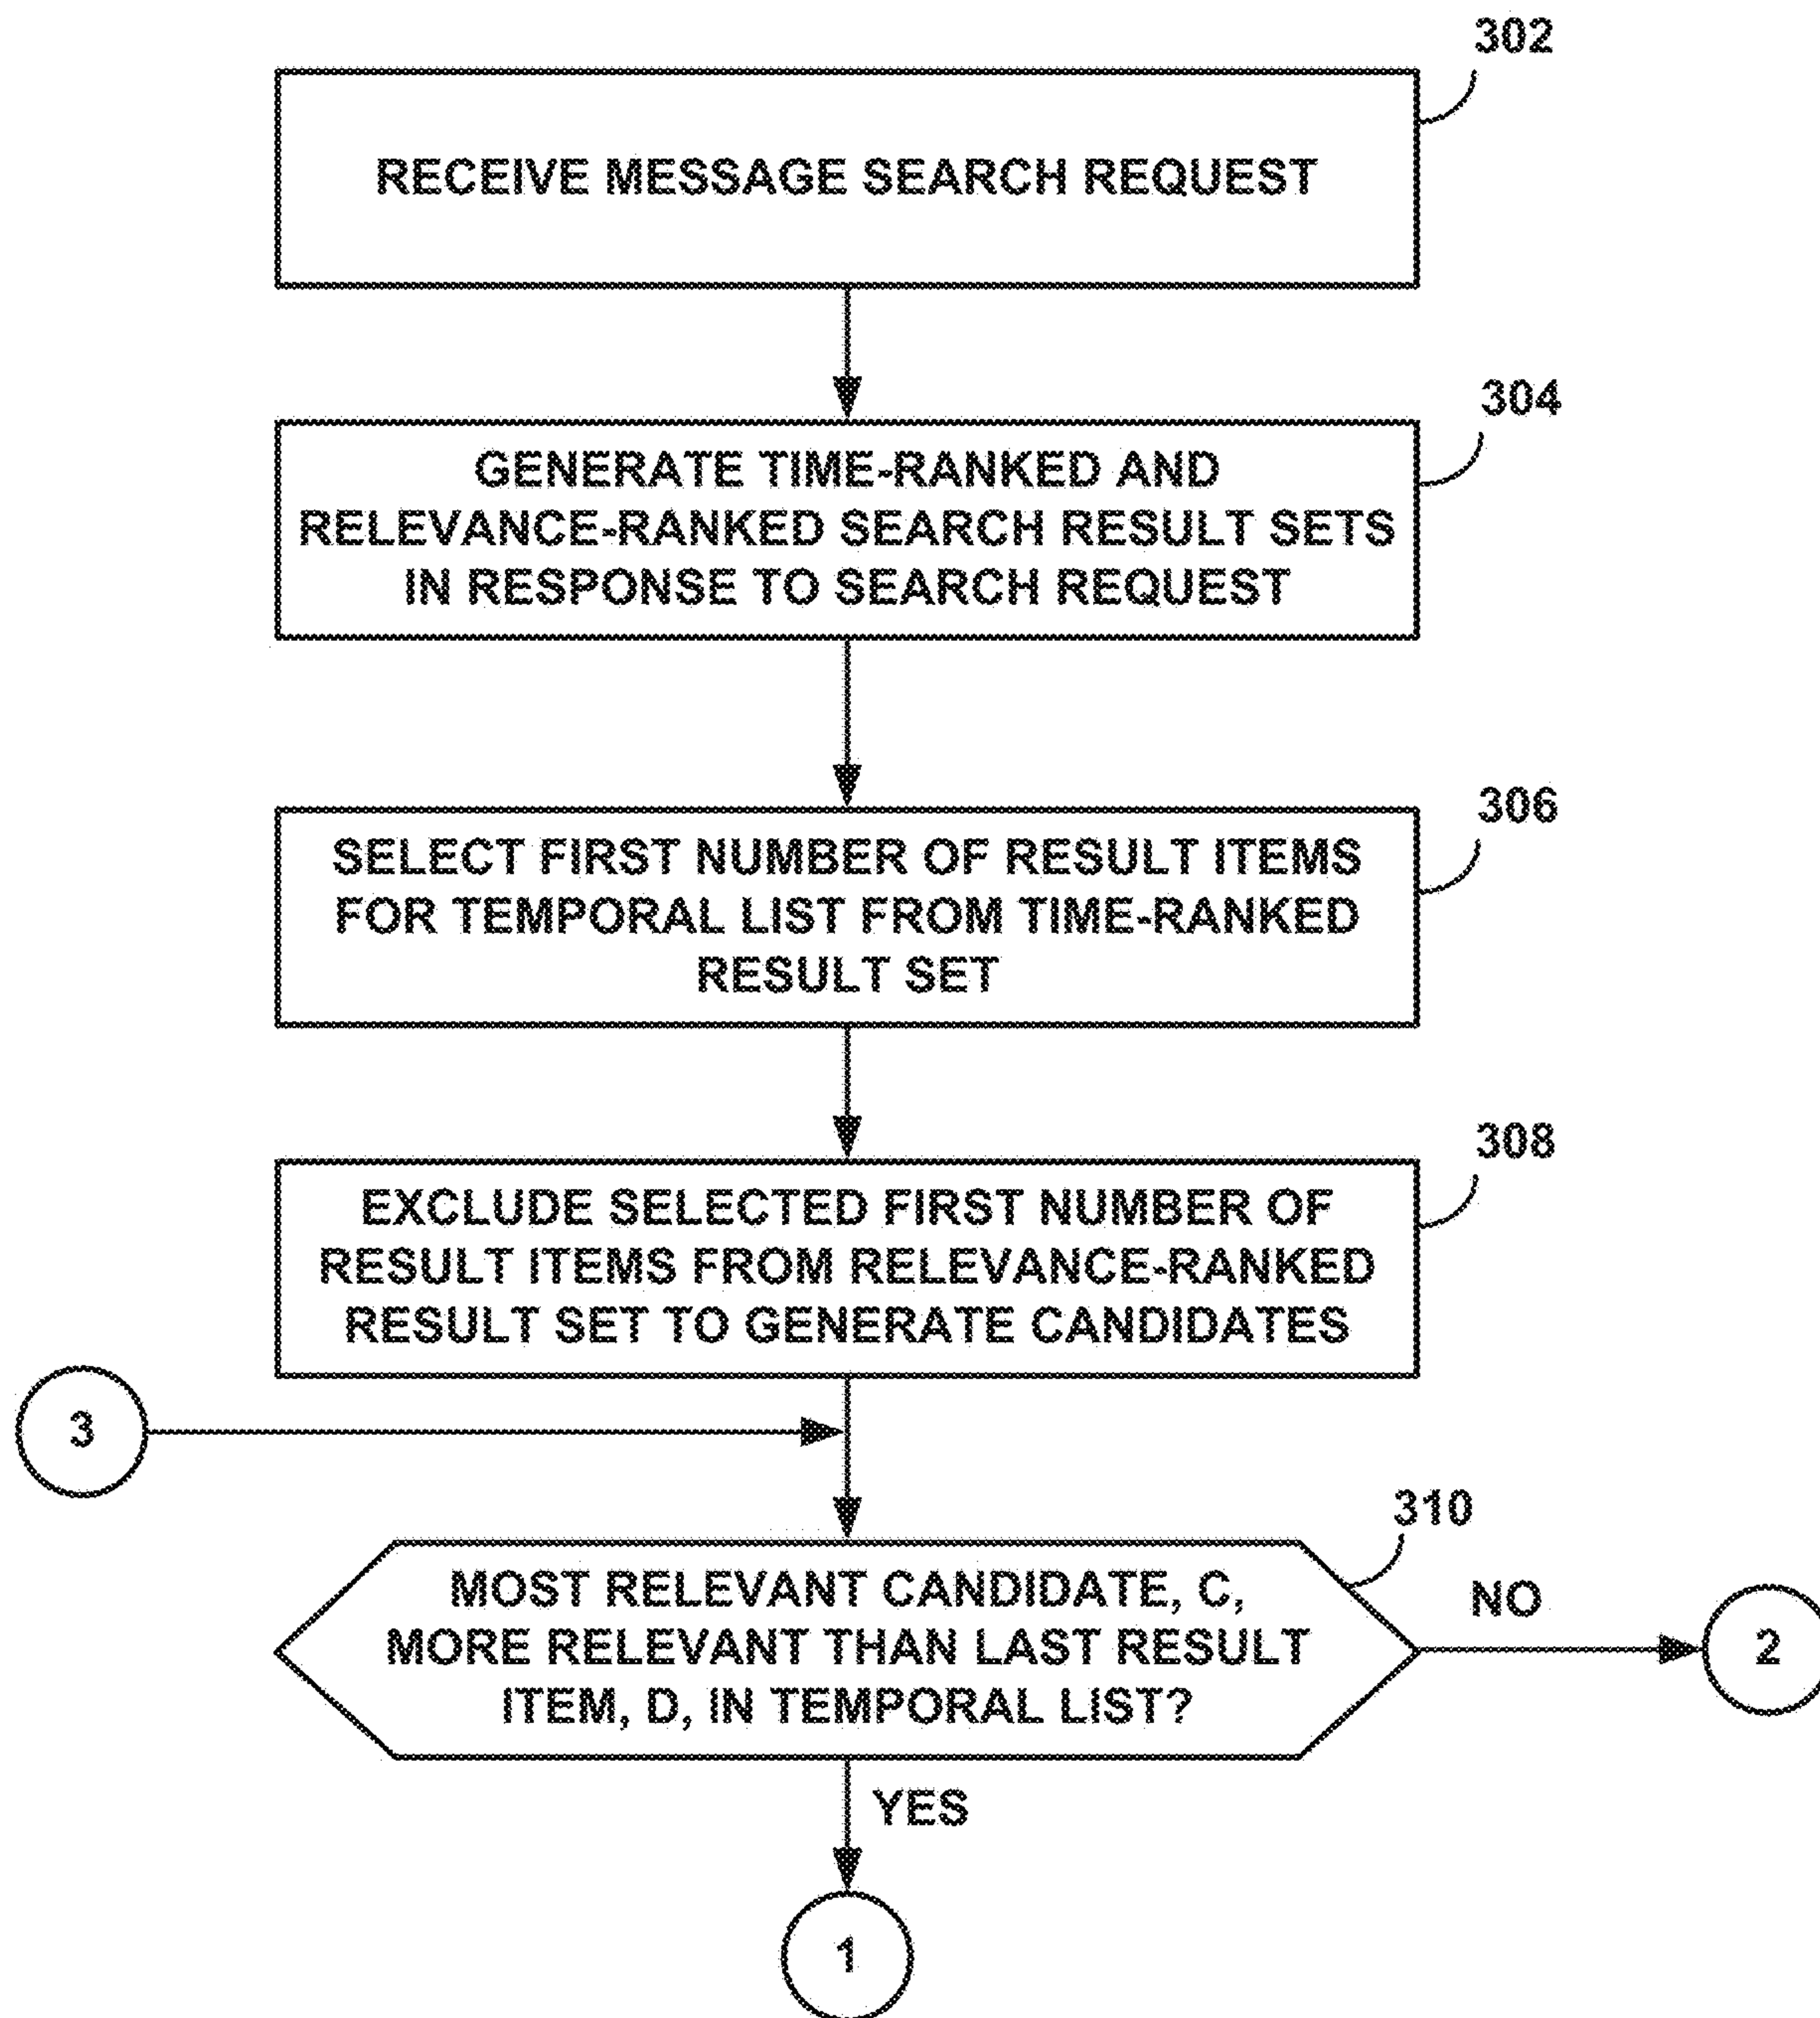 302
RECEIVE MESSAGE SEARCH REQUEST
304
GENERATE TIME-RANKED AND
RELEVANCE-RANKED SEARCH RESULT SETS
IN RESPONSE TO SEARCH REQUEST
306
SELECT FIRST NUMBER OF RESULT ITEMS
FOR TEMPORAL LIST FROM TIME-RANKED
RESULT SET
308
EXCLUDE SELECTED FIRST NUMBER OF
RESULT ITEMS FROM RELEVANCE-RANKED
RESULT SET TO GENERATE CANDIDATES
3
310
MOST RELEVANT CANDIDATE, C,
MORE RELEVANT THAN LAST RESULT
ITEM, D, IN TEMPORAL LIST?
NO
2
YES
1